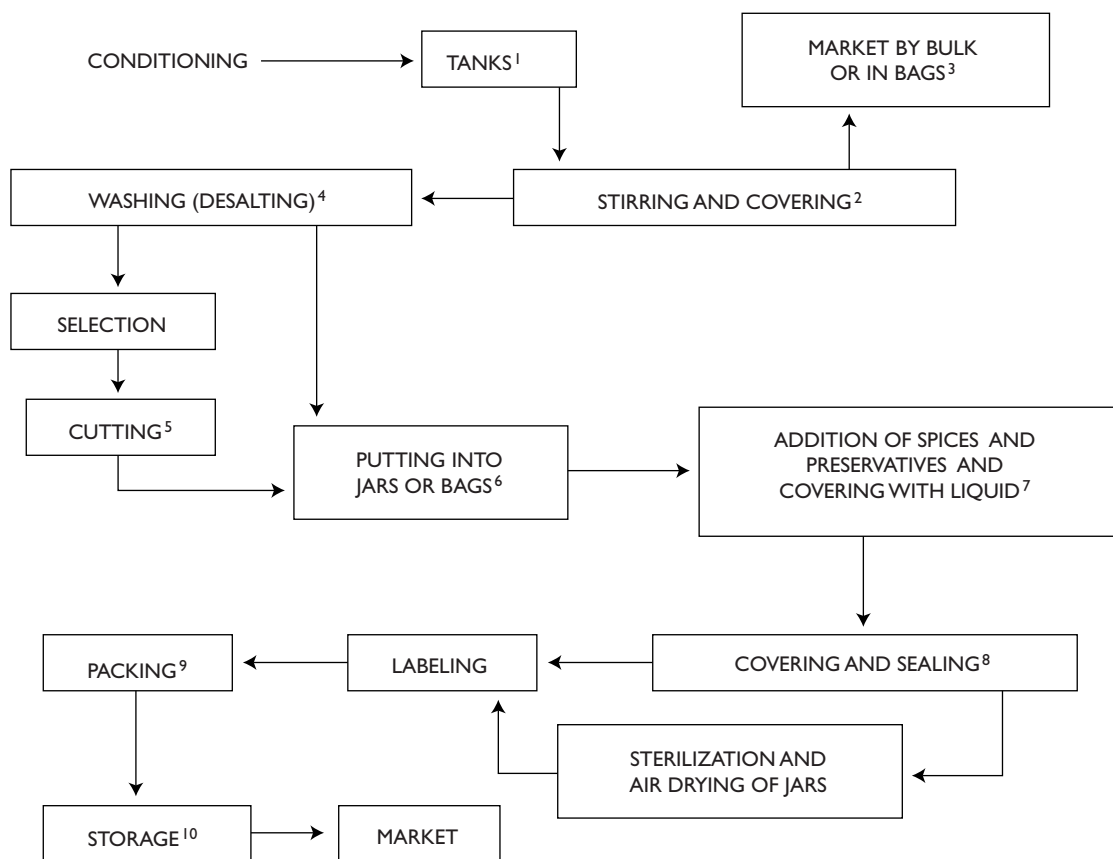 CONDITIONING
TANKS¹
MARKET BY BULK
OR IN BAGS³
WASHING (DESALTING)⁴
STIRRING AND COVERING²
SELECTION
CUTTING⁵
PUTTING INTO
JARS OR BAGS⁶
ADDITION OF SPICES AND
PRESERVATIVES AND
COVERING WITH LIQUID⁷
PACKING⁹
LABELING
COVERING AND SEALING⁸
STERILIZATION AND
AIR DRYING OF JARS
STORAGE¹⁰
MARKET